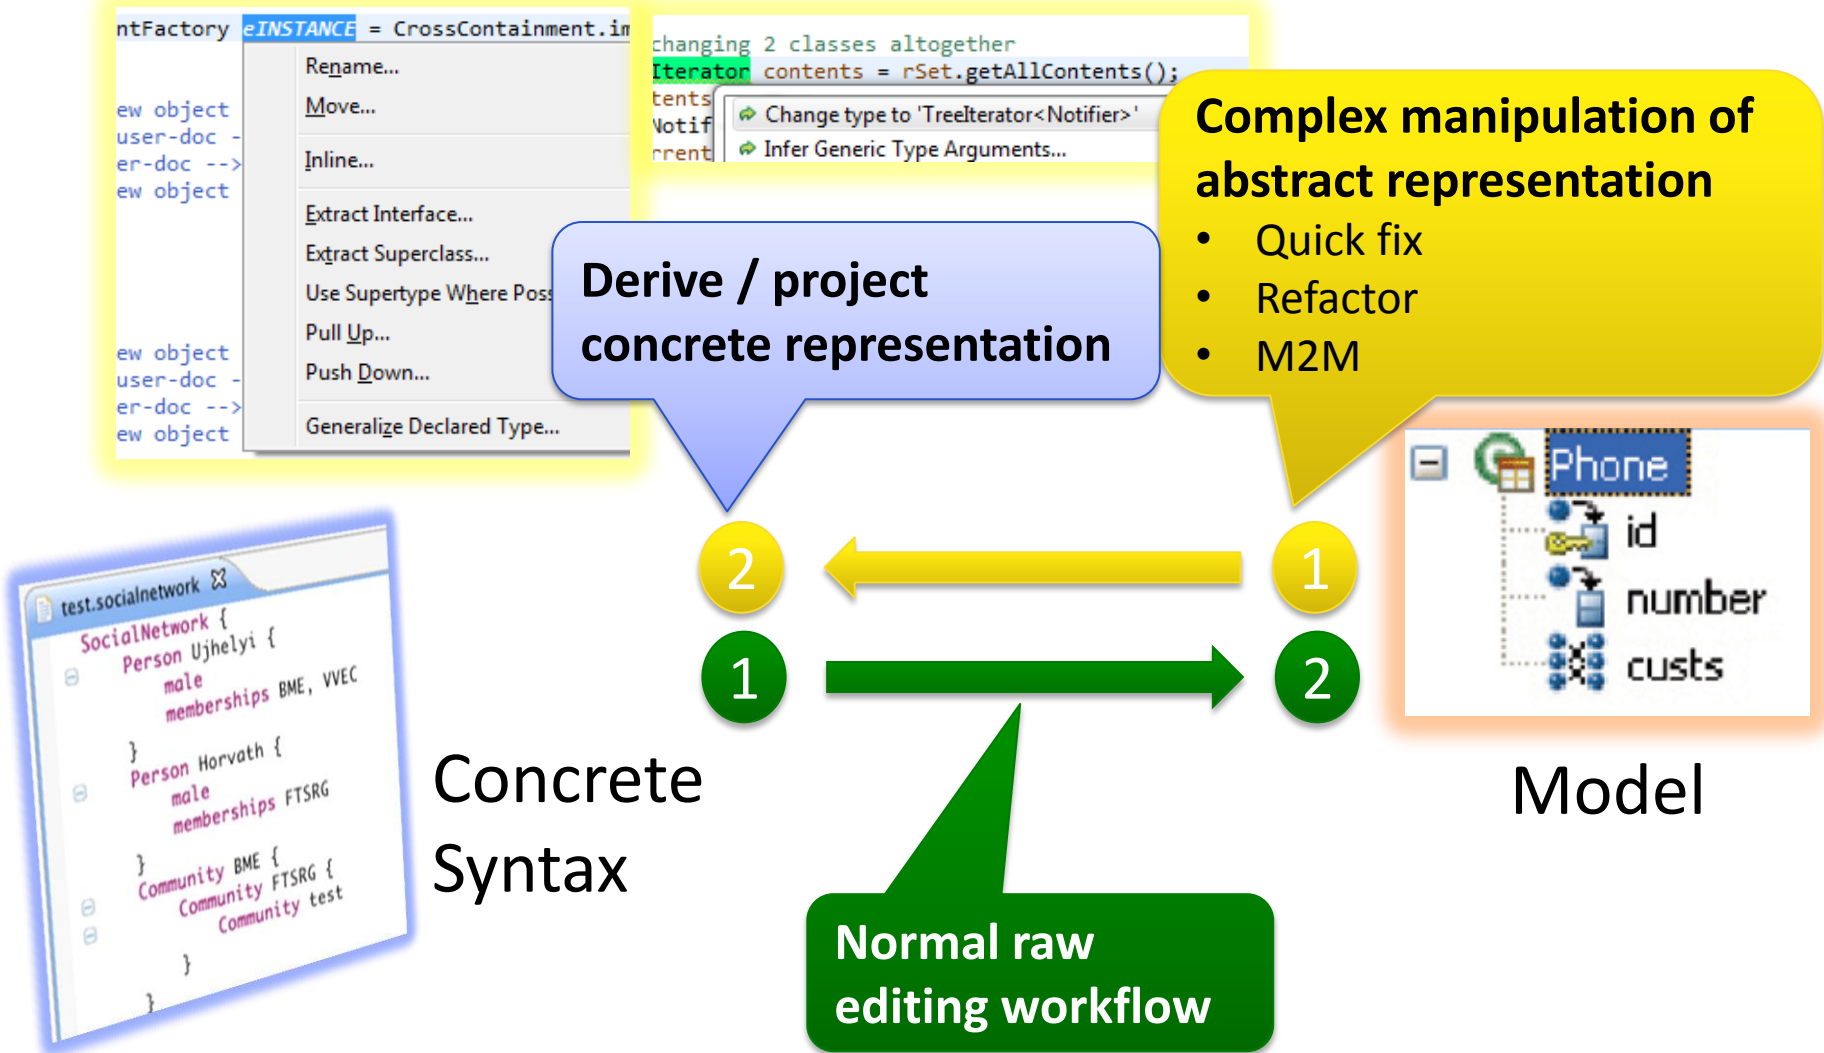 ntFactory eINSTANCE = CrossContainment.im
ew object
user-doc -
er-doc -->
ew object
ew object
user-doc -
er-doc -->
ew object
Rename...
Move...
Inline...
Extract Interface...
Extract Superclass...
Use Supertype Where Poss
Pull Up...
Push Down...
Generalize Declared Type...
changing 2 classes altogether
Iterator contents = rSet.getAllContents();
tents
Notif
rrent
Change type to 'TreeIterator<Notifier>'
Infer Generic Type Arguments...
Derive / project
concrete representation
Complex manipulation of
abstract representation
• Quick fix
• Refactor
• M2M
2
1
1
2
Phone
id
number
custs
test.socialnetwork
SocialNetwork {
Person Ujhelyi {
male
memberships BME, VVEC
}
Person Horvath {
male
memberships FTSRG
}
Community BME {
Community FTSRG {
Community test
}
}
Concrete
Syntax
Model
Normal raw
editing workflow